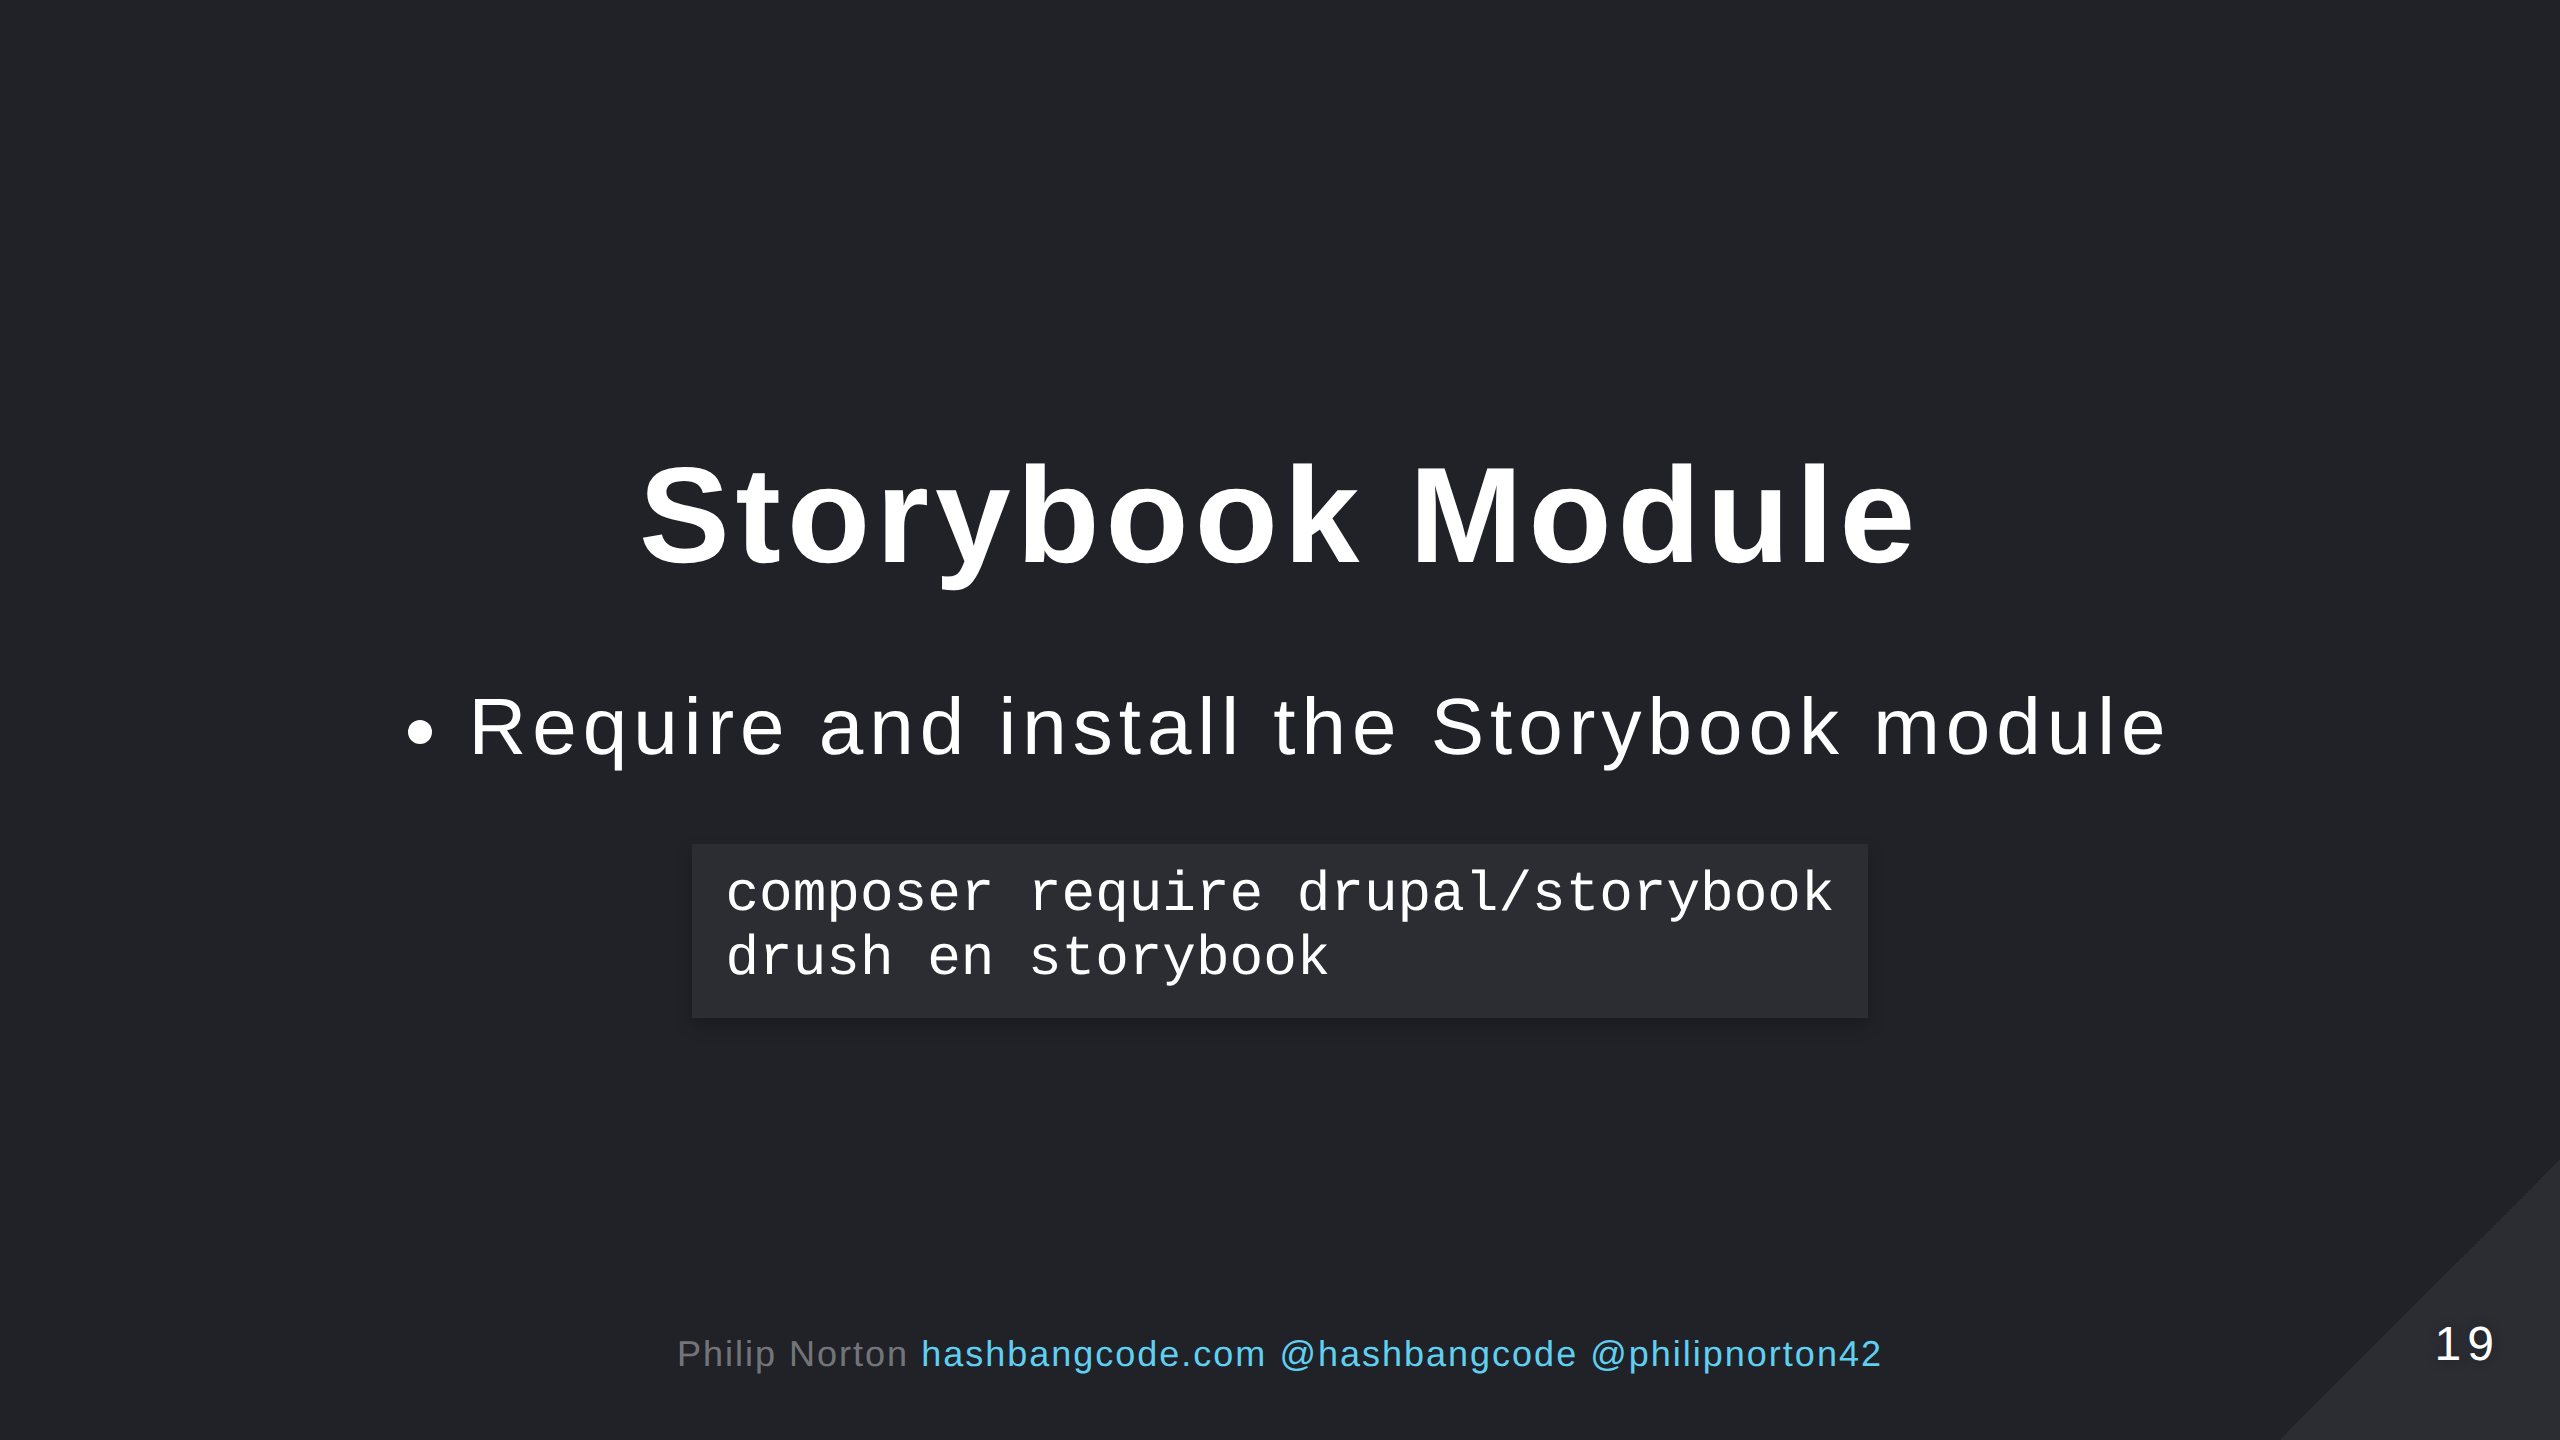 Storybook Module
• Require and install the Storybook module
composer require drupal/storybook
drush en storybook
Philip Norton hashbangcode.com @hashbangcode @philipnorton42
19